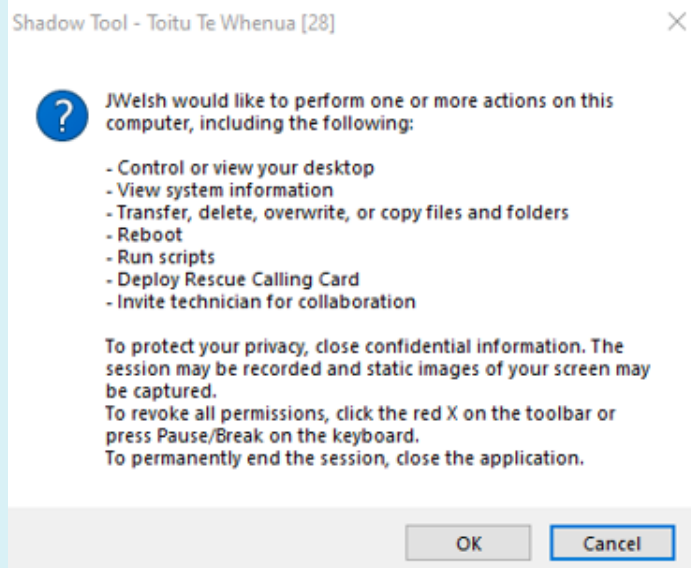 Shadow Tool - Toitu Te Whenua [28]
?
JWelsh would like to perform one or more actions on this
computer, including the following:
- Control or view your desktop
- View system information
- Transfer, delete, overwrite, or copy files and folders
- Reboot
- Run scripts
- Deploy Rescue Calling Card
- Invite technician for collaboration
To protect your privacy, close confidential information. The
session may be recorded and static images of your screen may
be captured.
To revoke all permissions, click the red X on the toolbar or
press Pause/Break on the keyboard.
To permanently end the session, close the application.
OK
Cancel